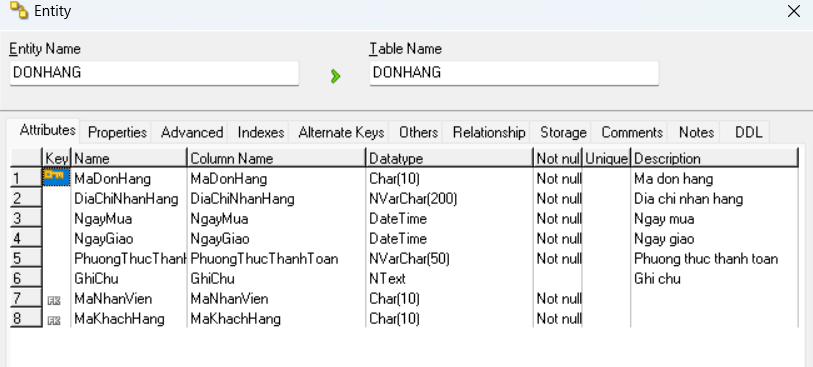 Entity
Entity Name Table Name
DONHANG DONHANG
Attributes Properties Advanced Indexes Alternate Keys Others Relationship Storage Comments Notes DDL
Key Name Column Name Datatype Not nul Unique Description
1 MaDonHang MaDonHang Char(10) Not null Ma don hang
2 DiaChiNhanHang DiaChiNhanHang NVarChar(200) Not null Dia chi nhan hang
3 NgayMua NgayMua DateTime Not null Ngay mua
4 NgayGiao NgayGiao DateTime Not null Ngay giao
5 PhuongThucThanH PhuongThucThanhToan NVarChar(50) Not null Phuong thuc thanh toan
6 GhiChu GhiChu NText Ghi chu
7 FK MaNhanVien MaNhanVien Char(10) Not null
8 FK MaKhachHang MaKhachHang Char(10) Not null